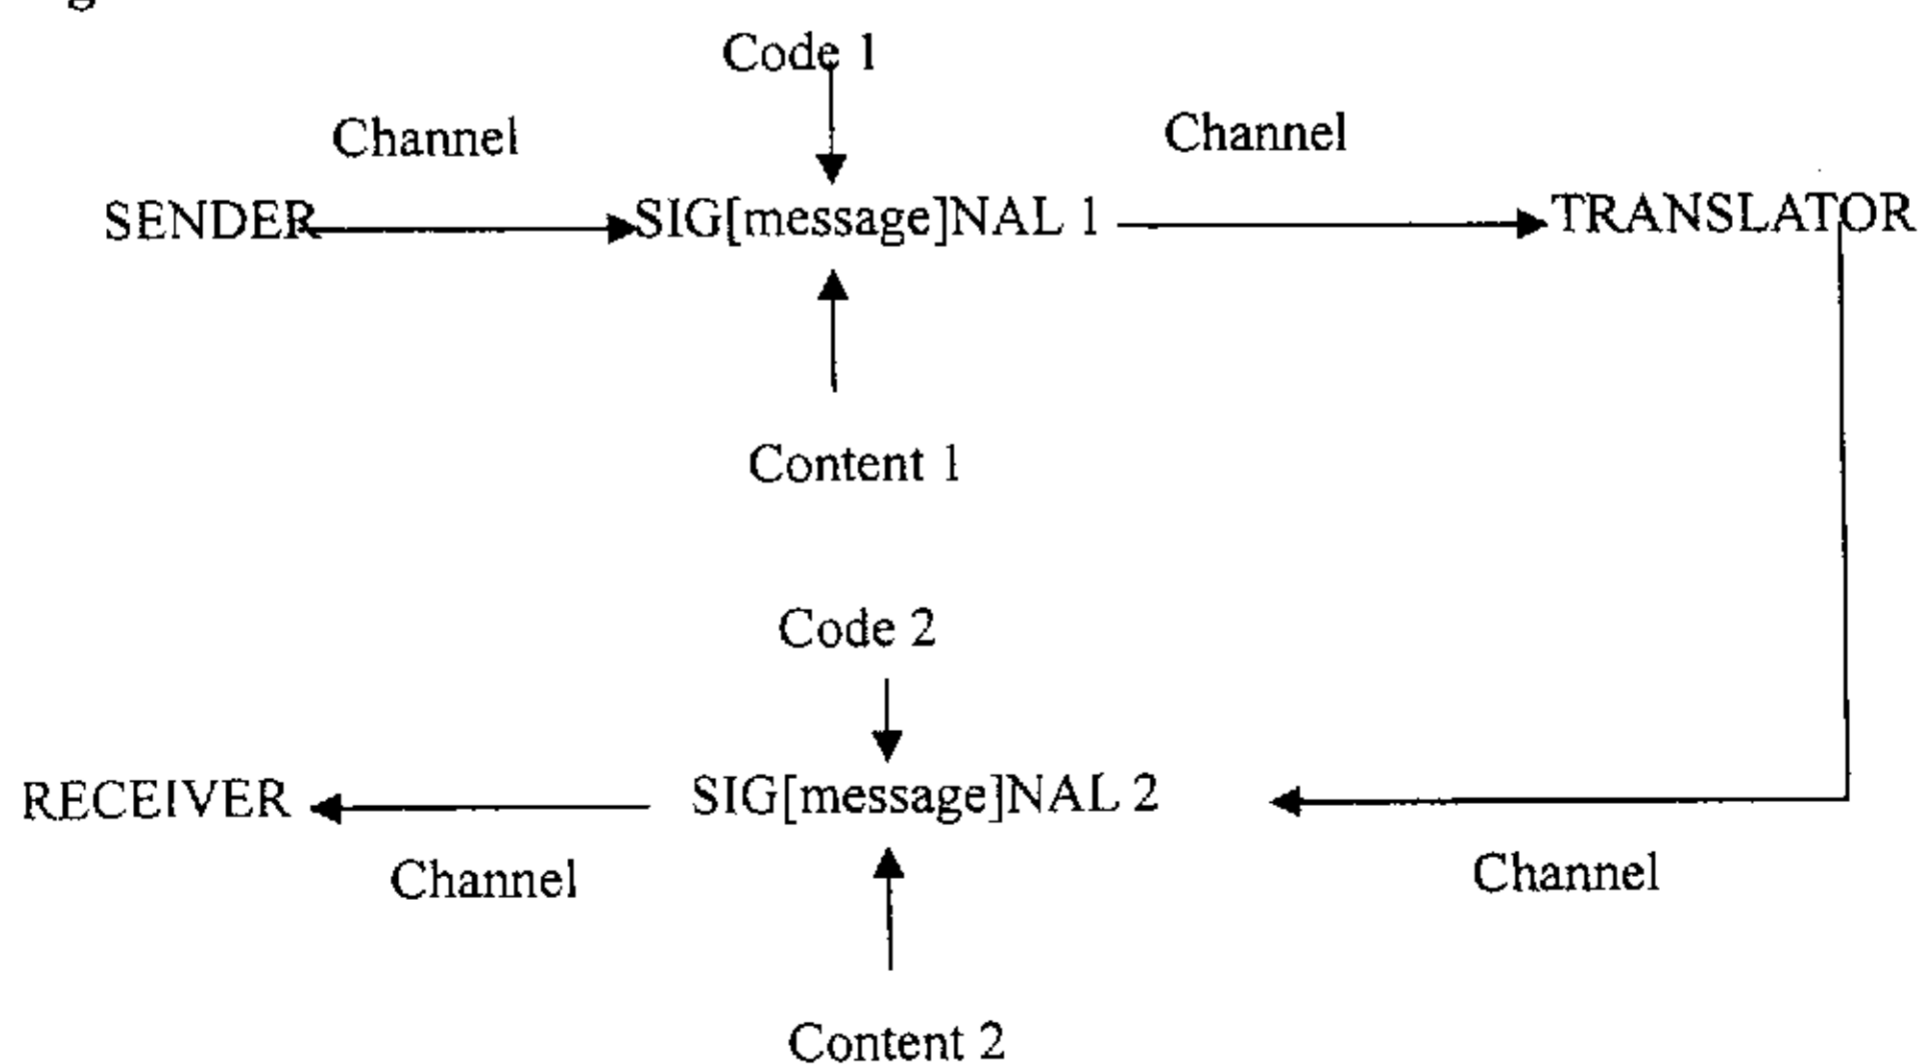 Code 1
Channel Channel
SENDER SIG[message]NAL 1 TRANSLATOR
Content 1
Code 2
RECEIVER SIG[message]NAL 2
Channel Channel
Content 2